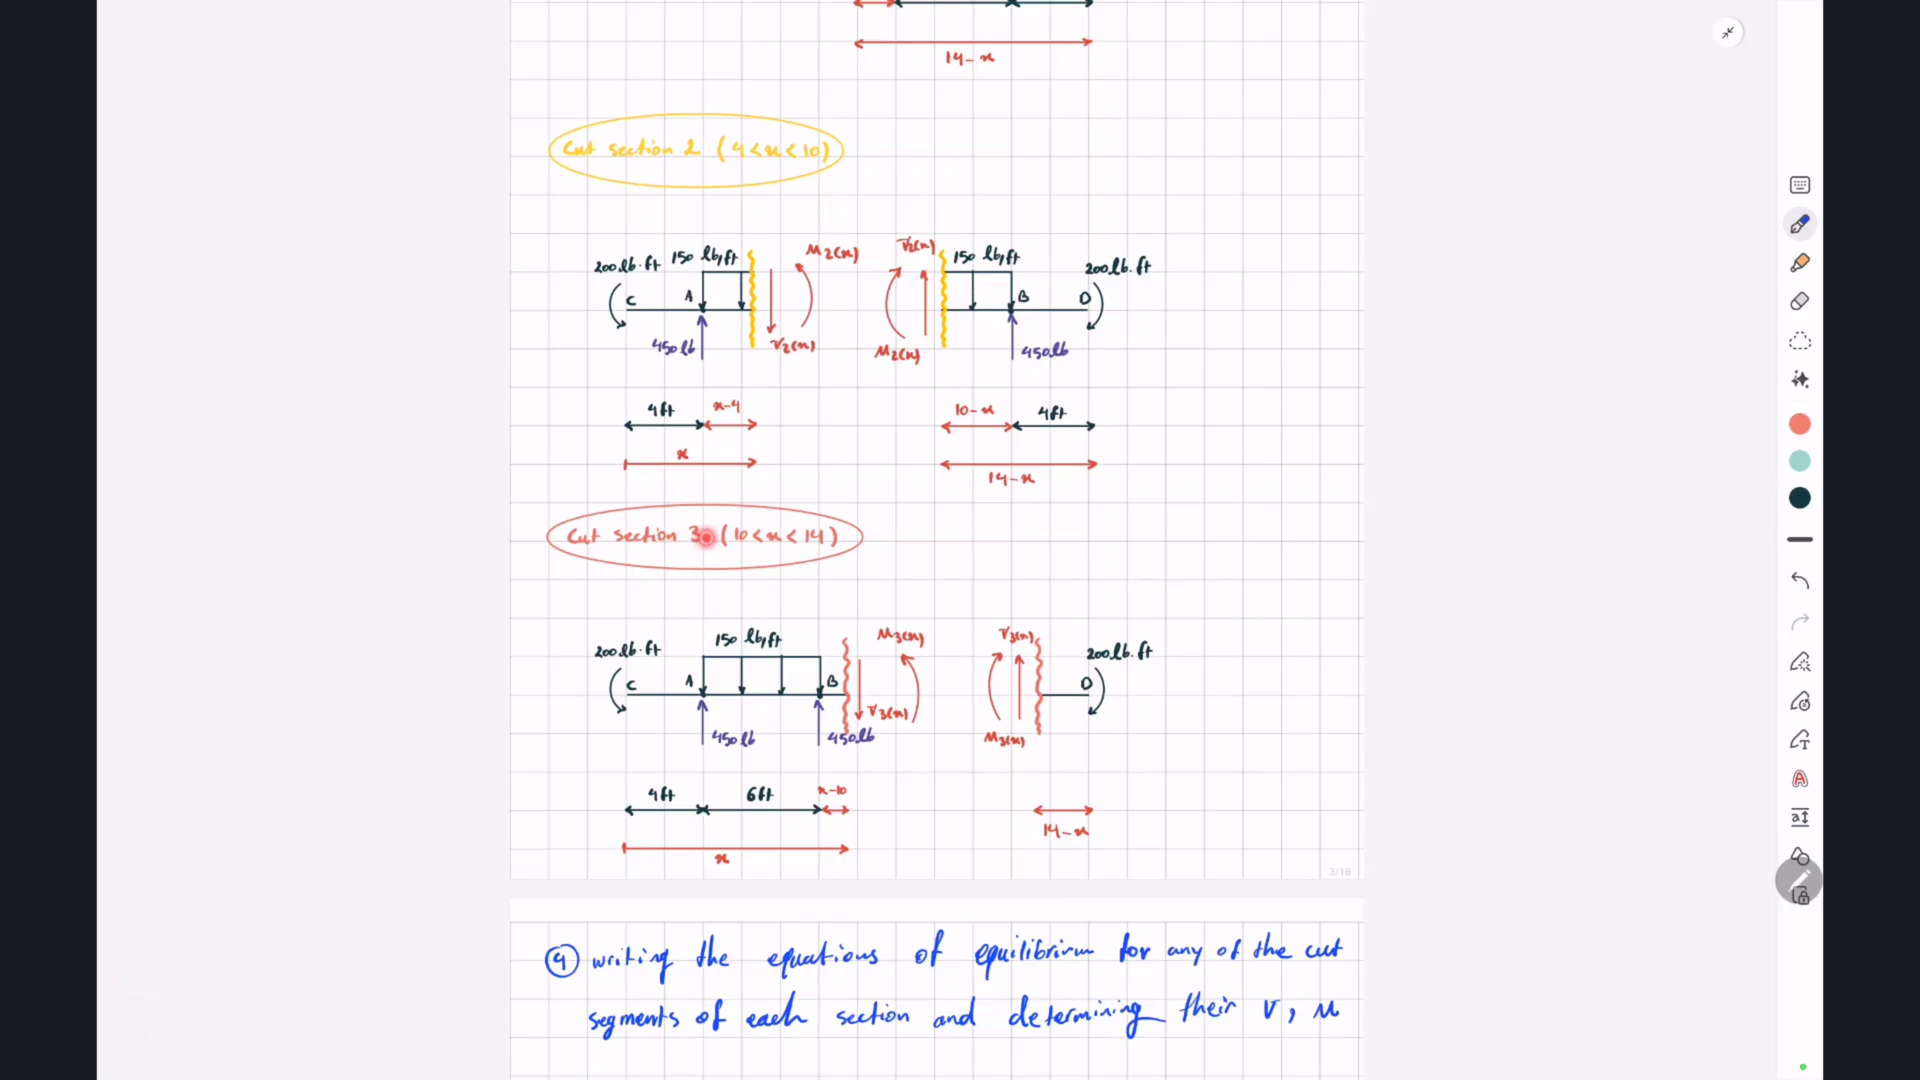 14-x
Cut section 2 (4<x<10)
200lb.ft 150 lb/ft M2(x) V2(x) 150 lb/ft 200lb.ft
C A B D
450lb V2(x) M2(x) 450lb
4ft x-4 10-x 4ft
x 14-x
Cut section 3 (10<x<14)
200lb.ft 150 lb/ft M3(x) V3(x) 200lb.ft
C A B V3(x) D
450lb 450lb M3(x)
4ft 6ft x-10
x 14-x
3/18
④ writing the equations of equilibrium for any of the cut
segments of each section and determining their V, M